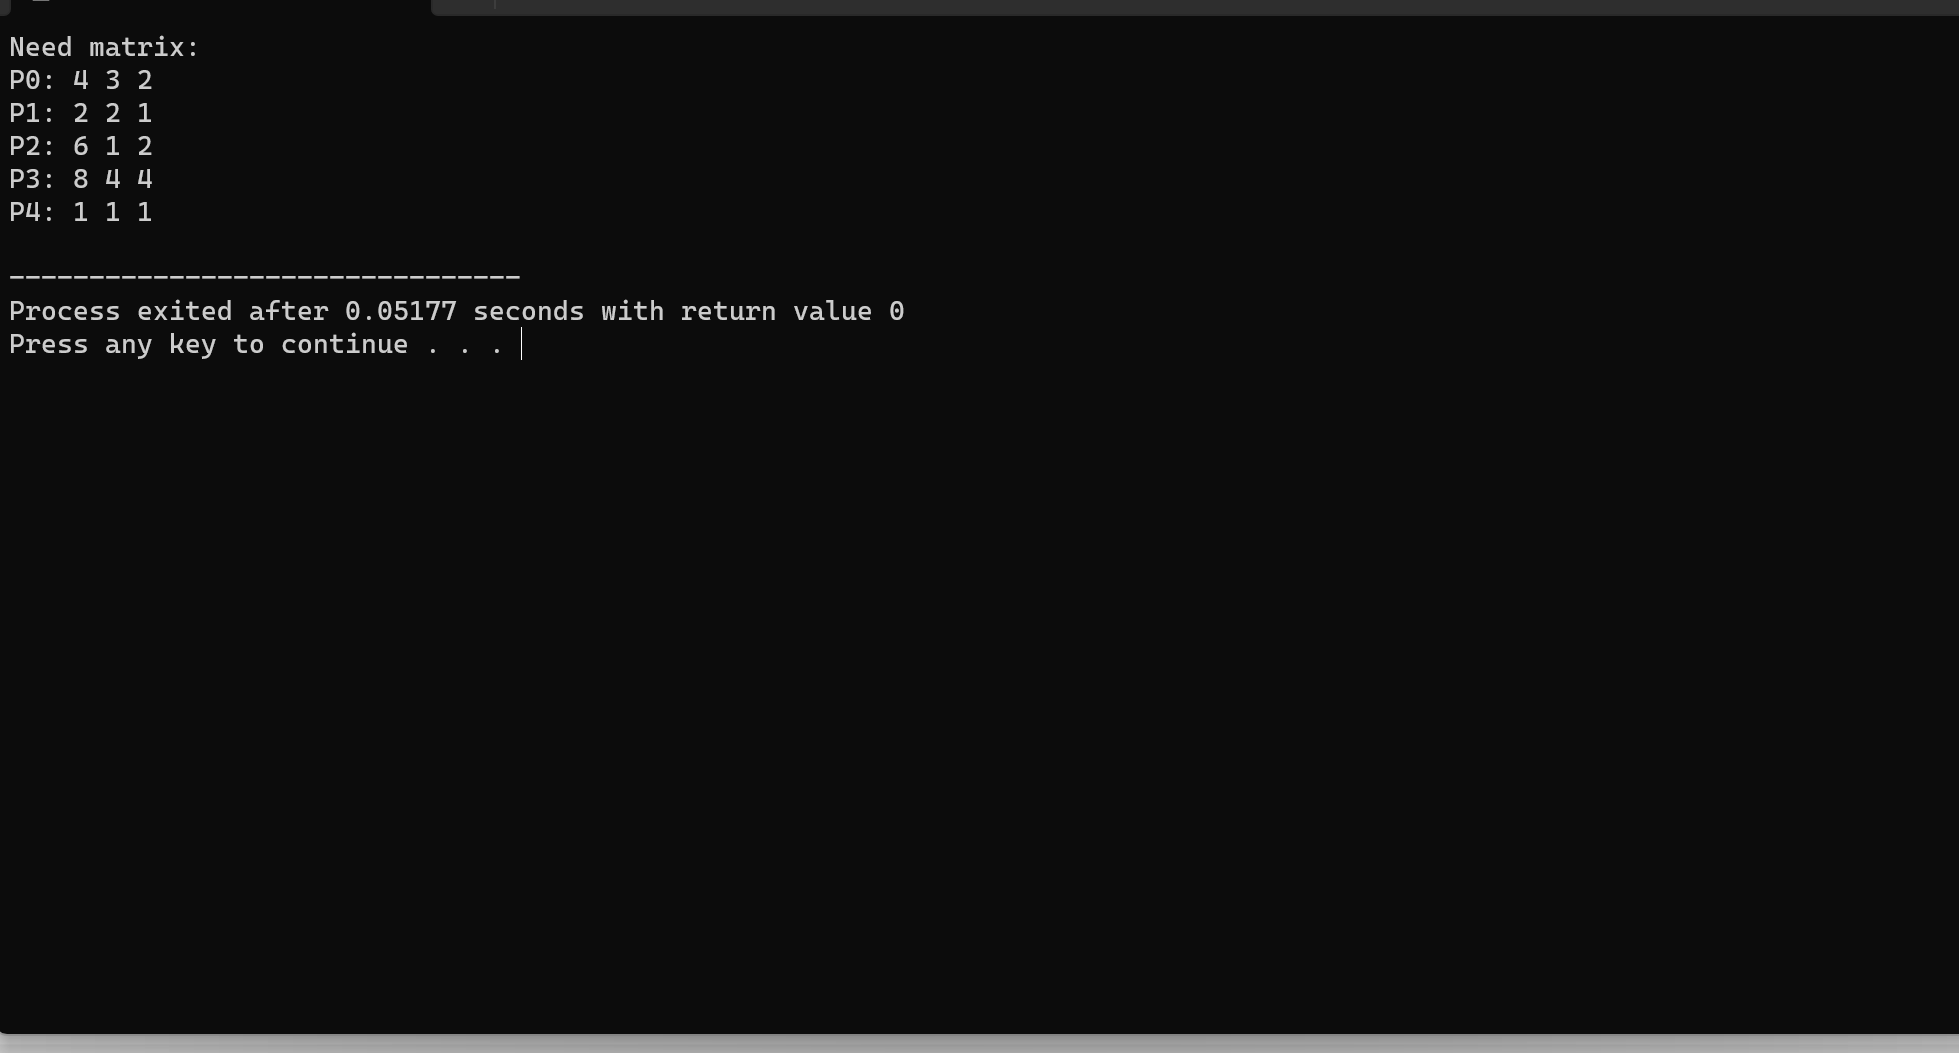 Need matrix:
P0: 4 3 2
P1: 2 2 1
P2: 6 1 2
P3: 8 4 4
P4: 1 1 1
--------------------------------
Process exited after 0.05177 seconds with return value 0
Press any key to continue . . .